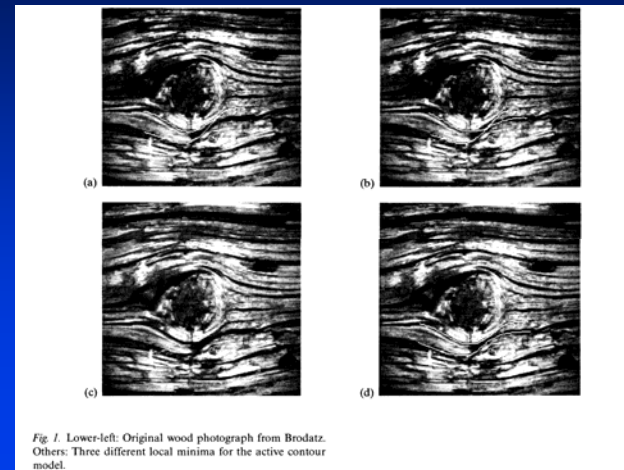 (a)
(b)
(c)
(d)
Fig. 1. Lower-left: Original wood photograph from Brodatz.
Others: Three different local minima for the active contour
model.